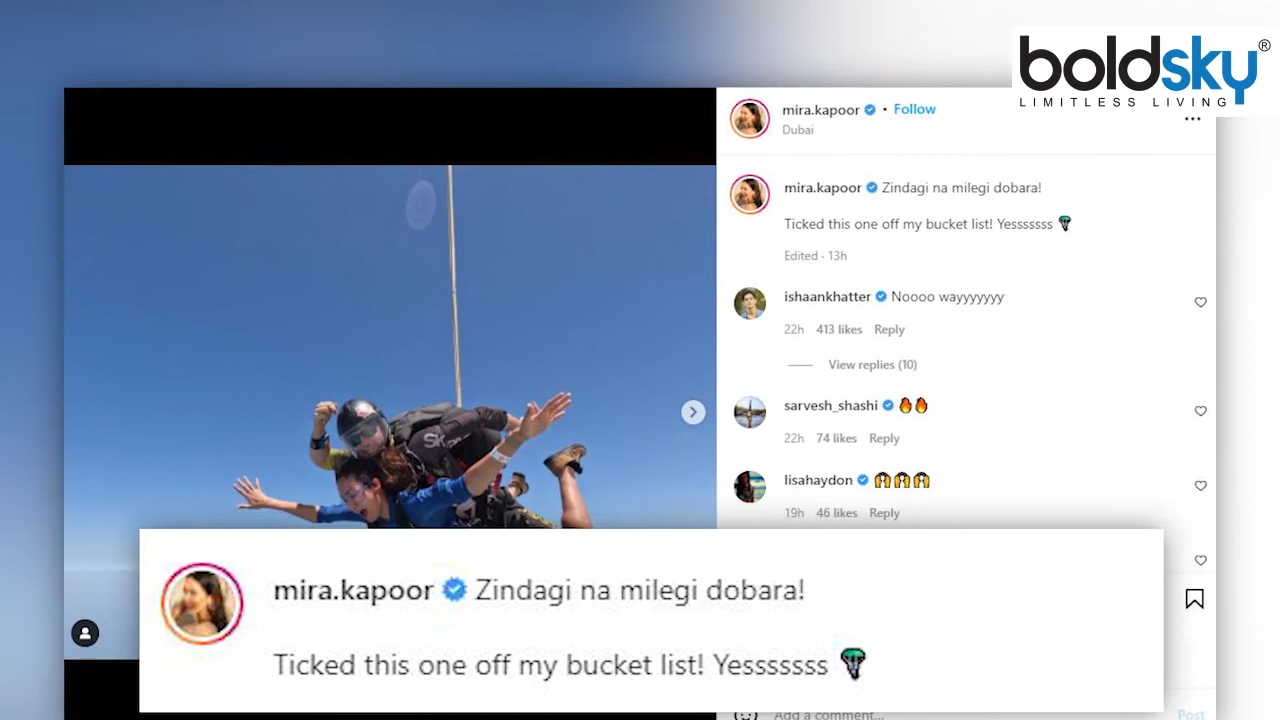 boldsky®
LIMITLESS LIVING
mira.kapoor • Follow
Dubai
mira.kapoor Zindagi na milegi dobara!
Ticked this one off my bucket list! Yesssssss
Edited · 13h
ishaankhatter Noooo wayyyyyyy
22h 413 likes Reply
View replies (10)
sarvesh_shashi
22h 74 likes Reply
lisahaydon
19h 46 likes Reply
mira.kapoor Zindagi na milegi dobara!
Ticked this one off my bucket list! Yesssssss
Add a comment... Post